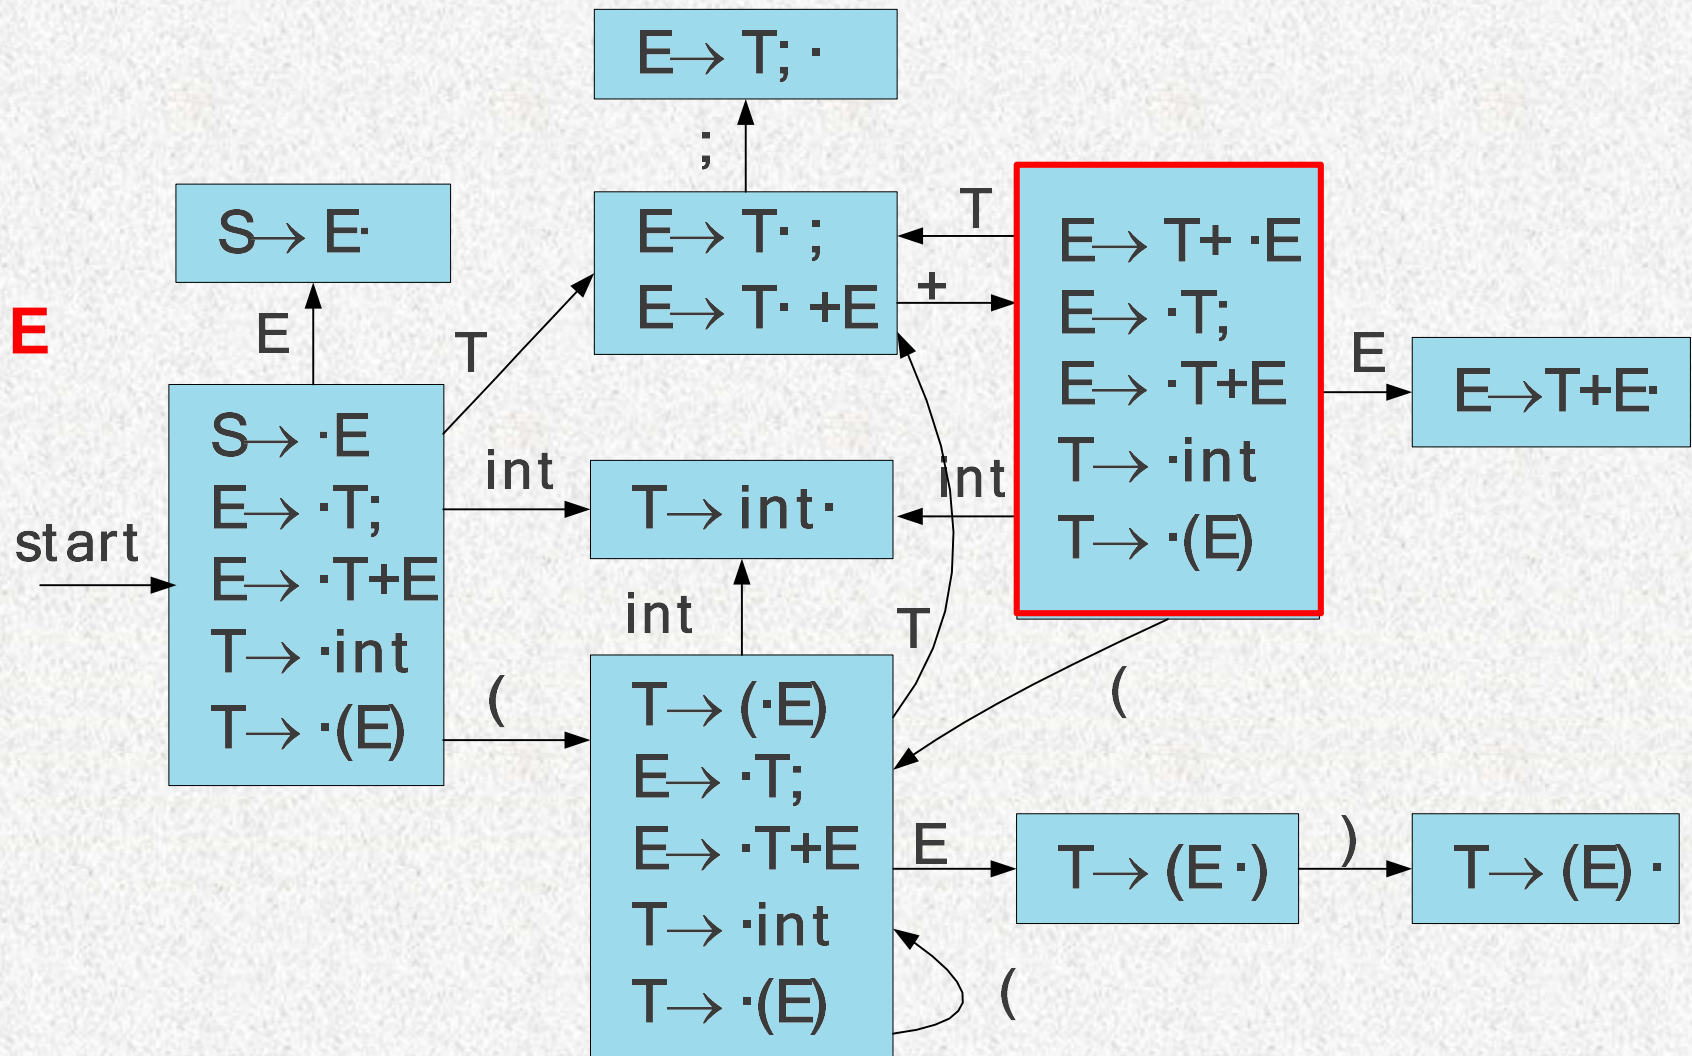 E→ T; ·
;
S→ E·
E→ T· ;
E→ T· +E
T
+
E→ T+ ·E
E→ ·T;
E→ ·T+E
T→ ·int
T→ ·(E)
E
E
T
E
E→T+E·
start
S→ ·E
E→ ·T;
E→ ·T+E
T→ ·int
T→ ·(E)
int
T→ int·
int
int
T
(
(
T→ (·E)
E→ ·T;
E→ ·T+E
T→ ·int
T→ ·(E)
E
T→ (E ·)
)
T→ (E) ·
(